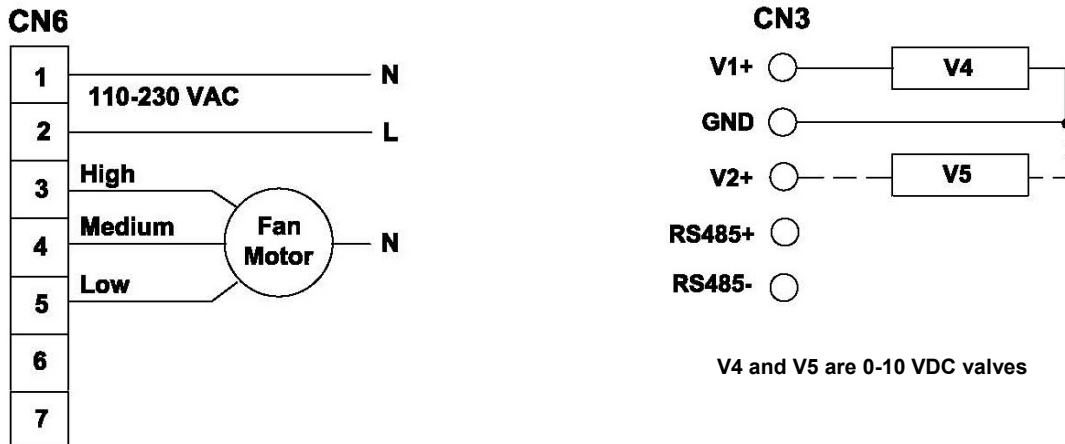 CN6
1
N
110-230 VAC
2
L
3
High
4
Medium
Fan
Motor
N
5
Low
6
7
CN3
V1+
V4
GND
V2+
V5
RS485+
RS485-
V4 and V5 are 0-10 VDC valves